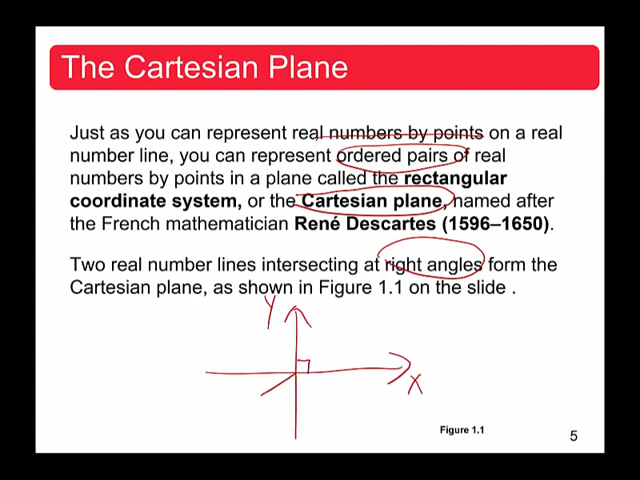 The Cartesian Plane
Just as you can represent real numbers by points on a real
number line, you can represent ordered pairs of real
numbers by points in a plane called the rectangular
coordinate system, or the Cartesian plane, named after
the French mathematician René Descartes (1596–1650).
Two real number lines intersecting at right angles form the
Cartesian plane, as shown in Figure 1.1 on the slide .
Y
X
Figure 1.1
5